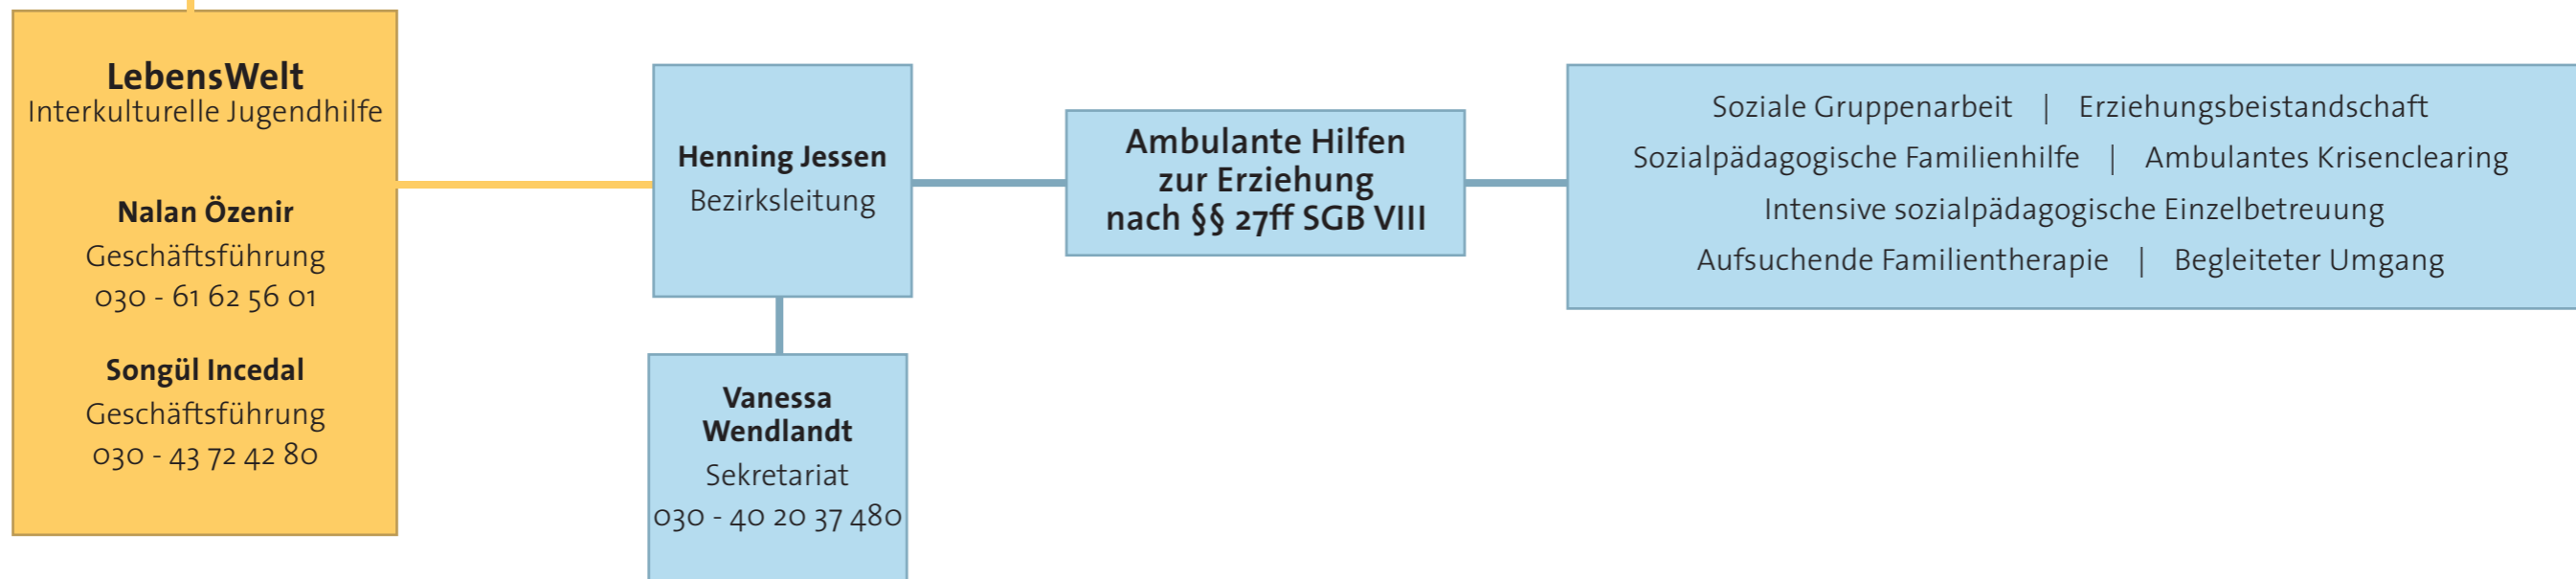 LebensWelt
Interkulturelle Jugendhilfe
Nalan Özenir
Geschäftsführung
030 - 61 62 56 01
Songül Incedal
Geschäftsführung
030 - 43 72 42 80
Henning Jessen
Bezirksleitung
Vanessa
Wendlandt
Sekretariat
030 - 40 20 37 480
Ambulante Hilfen
zur Erziehung
nach §§ 27ff SGB VIII
Soziale Gruppenarbeit | Erziehungsbeistandschaft
Sozialpädagogische Familienhilfe | Ambulantes Krisenclearing
Intensive sozialpädagogische Einzelbetreuung
Aufsuchende Familientherapie | Begleiteter Umgang